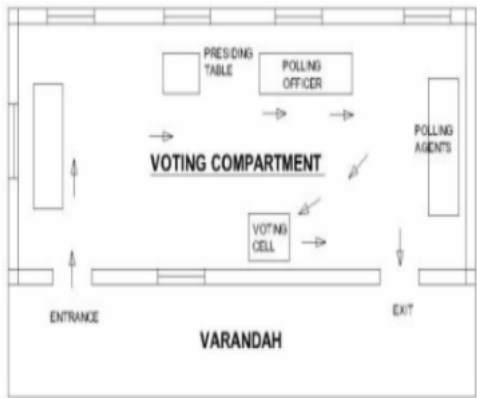 PRESIDING
TABLE
POLLING
OFFICER
POLLING
AGENTS
VOTING COMPARTMENT
VOTING
CELL
ENTRANCE
EXIT
VARANDAH